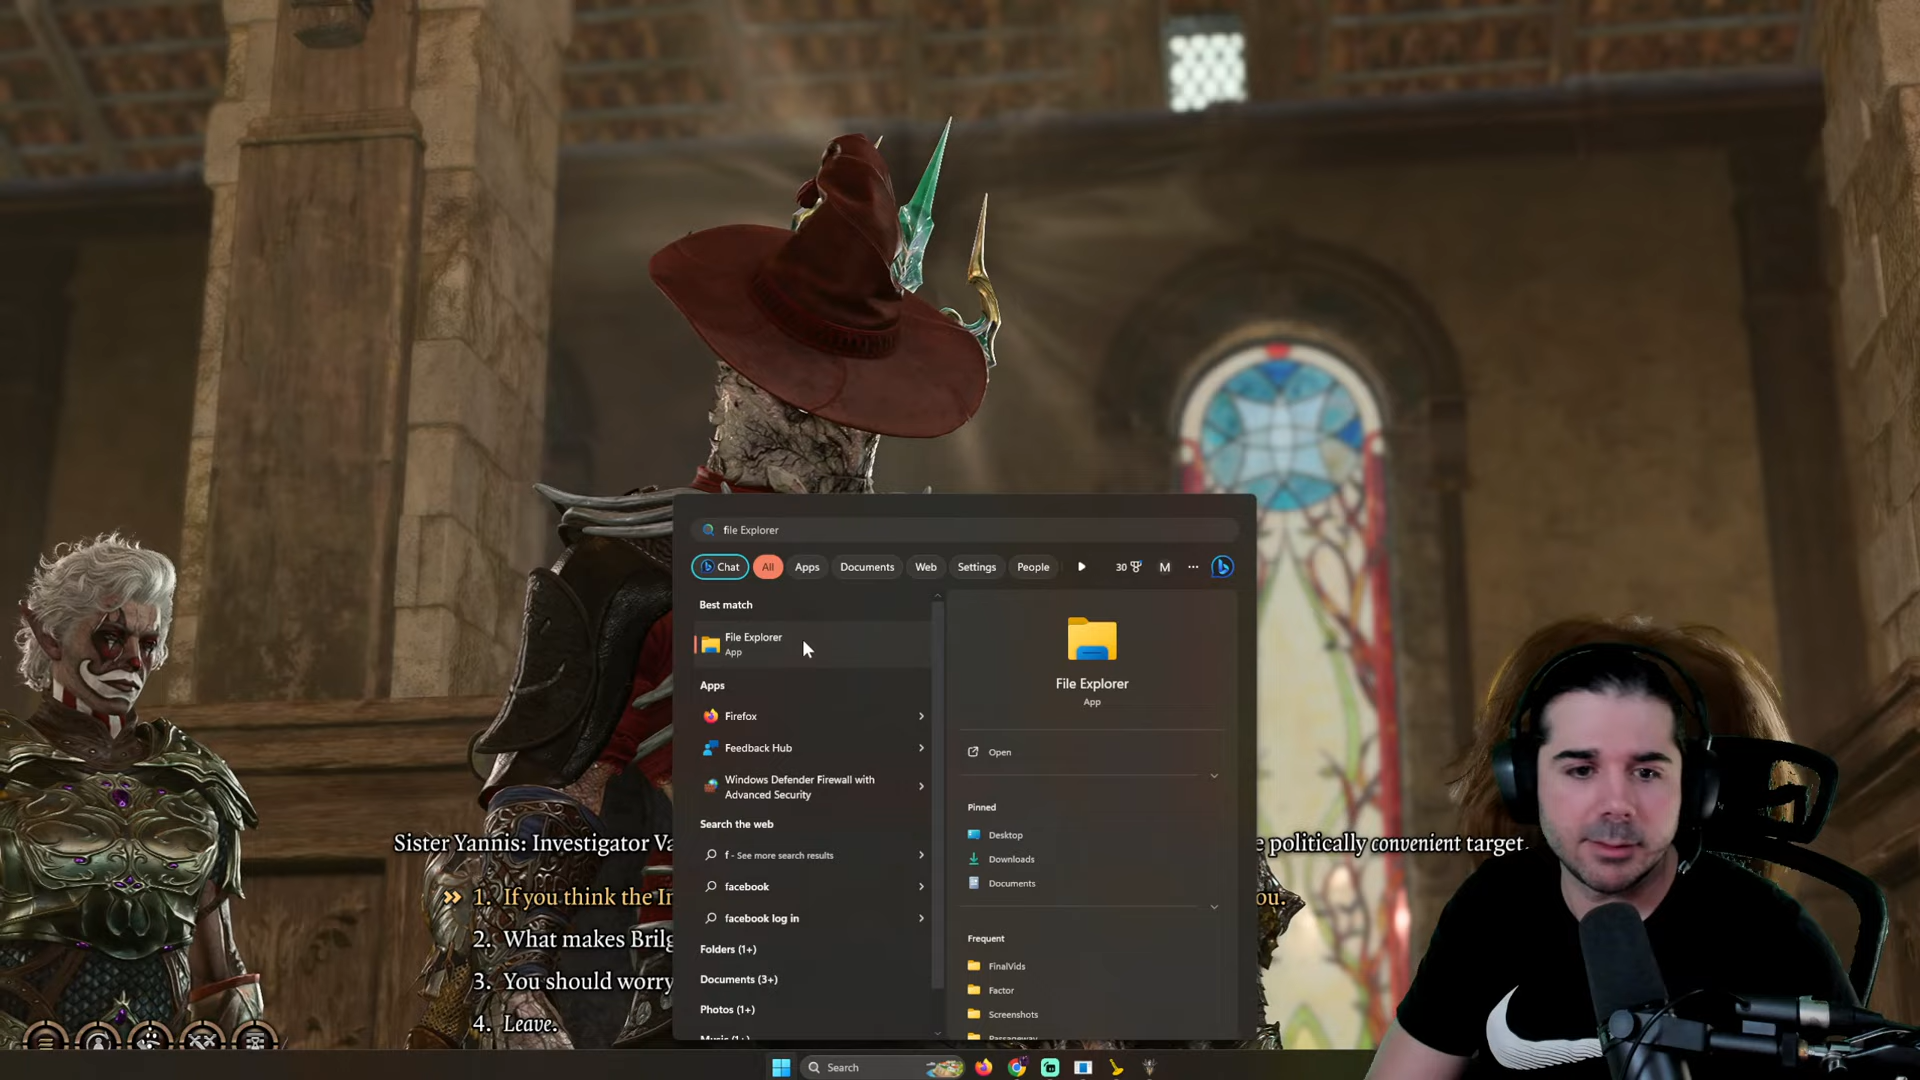 file Explorer
Chat All Apps Documents Web Settings People 30 M
Best match
File Explorer
App
Apps
Firefox
Feedback Hub
Windows Defender Firewall with
Advanced Security
Search the web
f - See more search results
facebook
facebook log in
Folders (1+)
Documents (3+)
Photos (1+)
File Explorer
App
Open
Pinned
Desktop
Downloads
Documents
Frequent
FinalVids
Factor
Screenshots
Sister Yannis: Investigator
politically convenient target.
1. If you think the
ou.
2. What makes
3. You should worry
4. Leave.
Search